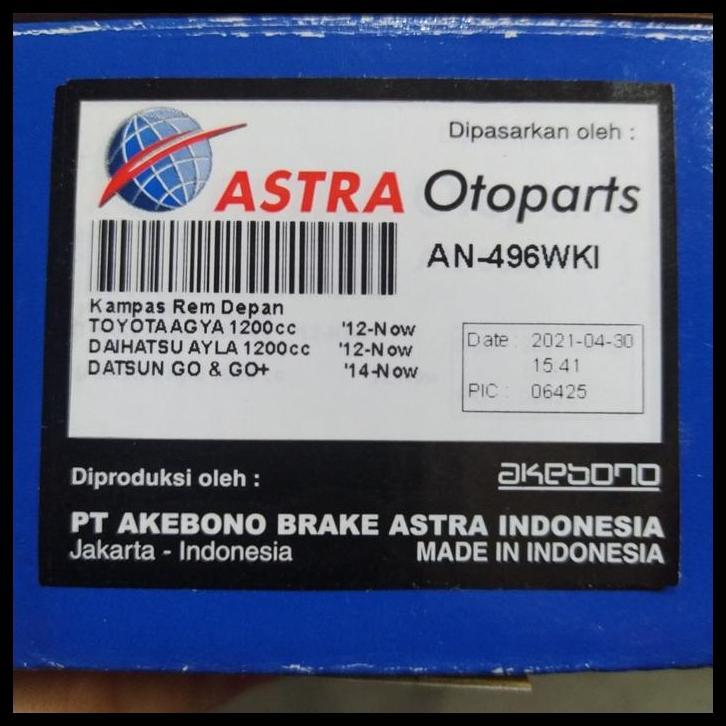 Dipasarkan oleh :
ASTRA Otoparts
AN-496WKI
Kampas Rem Depan
TOYOTA AGYA 1200cc '12-Now
DAIHATSU AYLA 1200cc '12-Now
DATSUN GO & GO+ '14-Now
Date : 2021-04-30
15:41
PIC : 06425
Diproduksi oleh :
akebono
PT AKEBONO BRAKE ASTRA INDONESIA
Jakarta - Indonesia MADE IN INDONESIA